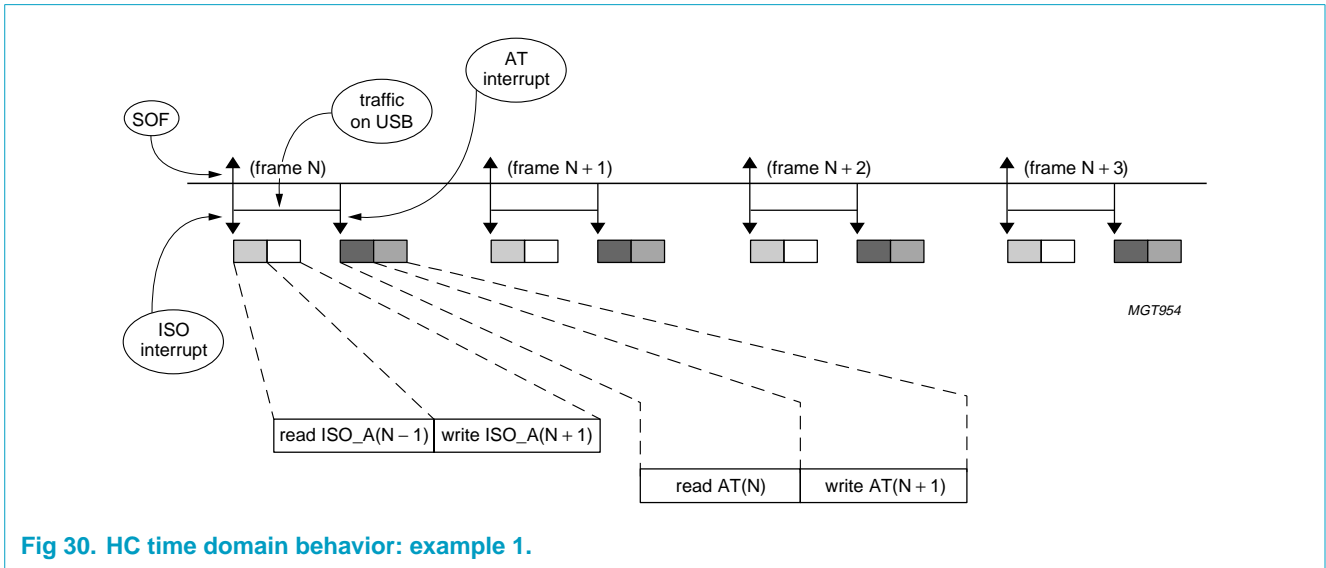 AT
interrupt
traffic
on USB
SOF
(frame N)
(frame N + 1)
(frame N + 2)
(frame N + 3)
MGT954
ISO
interrupt
read ISO_A(N − 1)
write ISO_A(N + 1)
read AT(N)
write AT(N + 1)
Fig 30. HC time domain behavior: example 1.